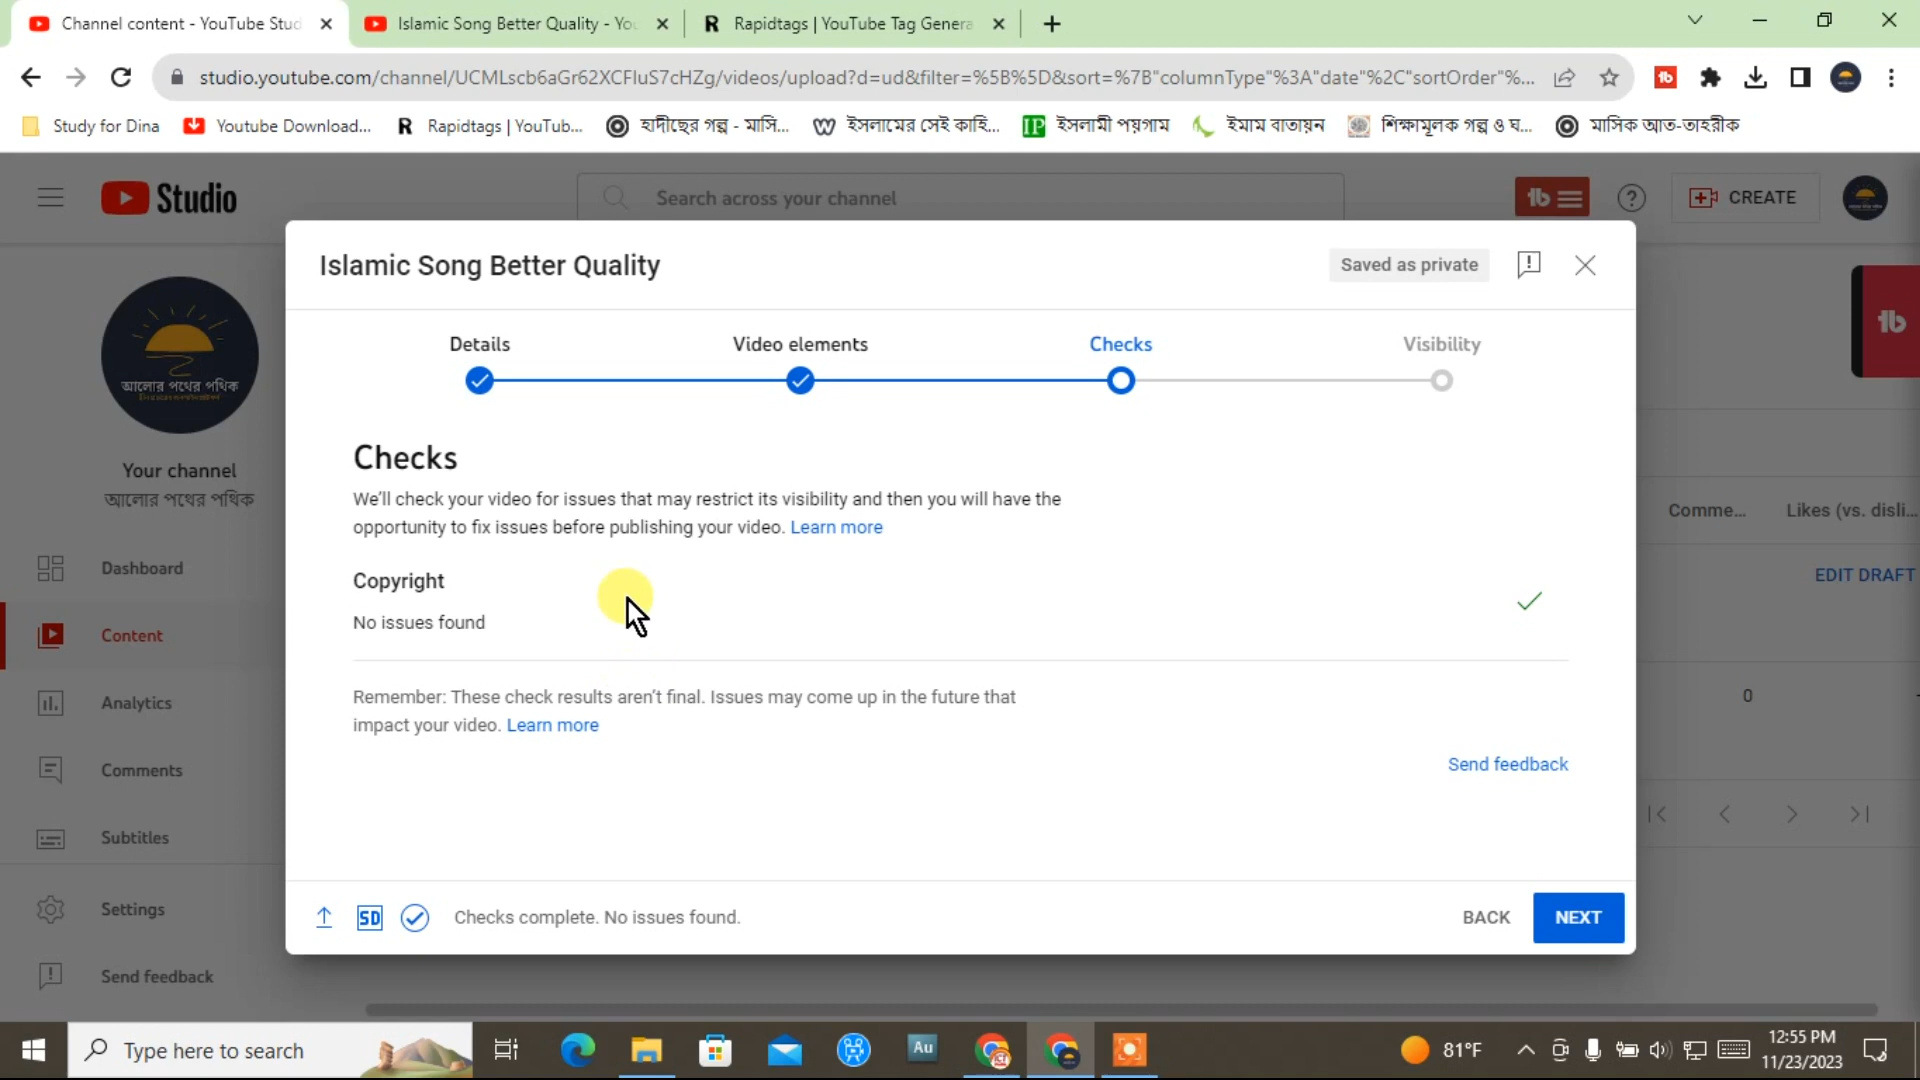 Channel content - YouTube Stud
Islamic Song Better Quality - You
Rapidtags | YouTube Tag Genera
studio.youtube.com/channel/UCMLscb6aGr62XCFluS7cHZg/videos/upload?d=ud&filter=%5B%5D&sort=%7B"columnType"%3A"date"%2C"sortOrder"%...
Study for Dina
Youtube Download...
Rapidtags | YouTub...
হাদীছের গল্প - মাসি...
ইসলামের সেই কাহি...
ইসলামী পয়গাম
ইমাম বাতায়ন
শিক্ষামূলক গল্প ও ঘ...
মাসিক আত-তাহরীক
Studio
Search across your channel
CREATE
Islamic Song Better Quality
Saved as private
Details
Video elements
Checks
Visibility
আলোর পথের পথিক
Your channel
আলোর পথের পথিক
Checks
We'll check your video for issues that may restrict its visibility and then you will have the
opportunity to fix issues before publishing your video. Learn more
Copyright
No issues found
Remember: These check results aren't final. Issues may come up in the future that
impact your video. Learn more
Send feedback
Comme...
Likes (vs. disli...
EDIT DRAFT
0
Dashboard
Content
Analytics
Comments
Subtitles
Settings
Send feedback
SD
Checks complete. No issues found.
BACK
NEXT
Type here to search
Au
81°F
12:55 PM
11/23/2023